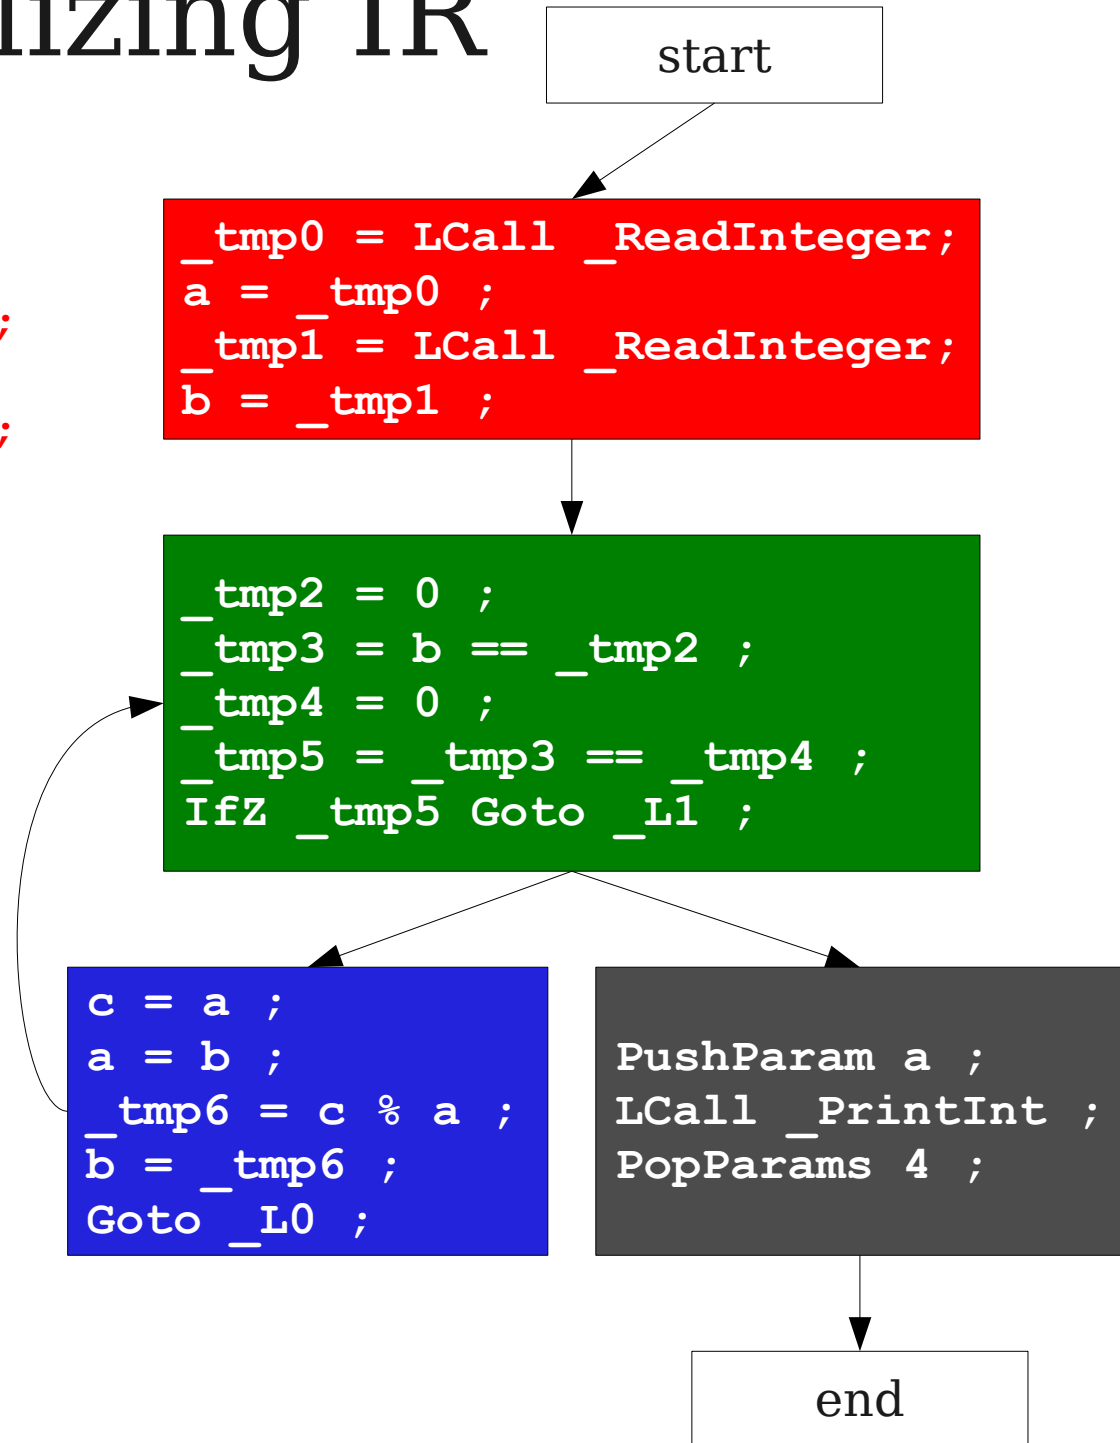 IR
start
_tmp0 = LCall _ReadInteger;
a = _tmp0 ;
_tmp1 = LCall _ReadInteger;
b = _tmp1 ;
;
;
_tmp2 = 0 ;
_tmp3 = b == _tmp2 ;
_tmp4 = 0 ;
_tmp5 = _tmp3 == _tmp4 ;
IfZ _tmp5 Goto _L1 ;
c = a ;
a = b ;
_tmp6 = c % a ;
b = _tmp6 ;
Goto _L0 ;
PushParam a ;
LCall _PrintInt ;
PopParams 4 ;
end